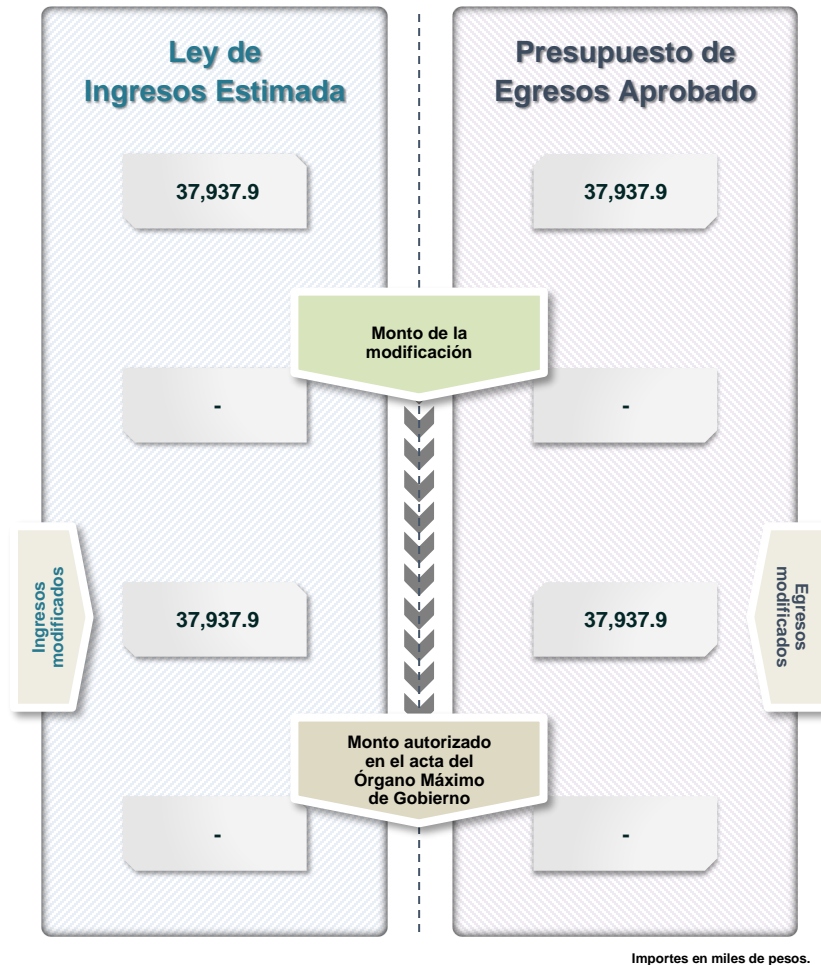 Ley de
Ingresos Estimada
Presupuesto de
Egresos Aprobado
37,937.9
37,937.9
Monto de la
modificación
-
-
Ingresos
modificados
37,937.9
37,937.9
Egresos
modificados
Monto autorizado
en el acta del
Órgano Máximo
de Gobierno
-
-
Importes en miles de pesos.